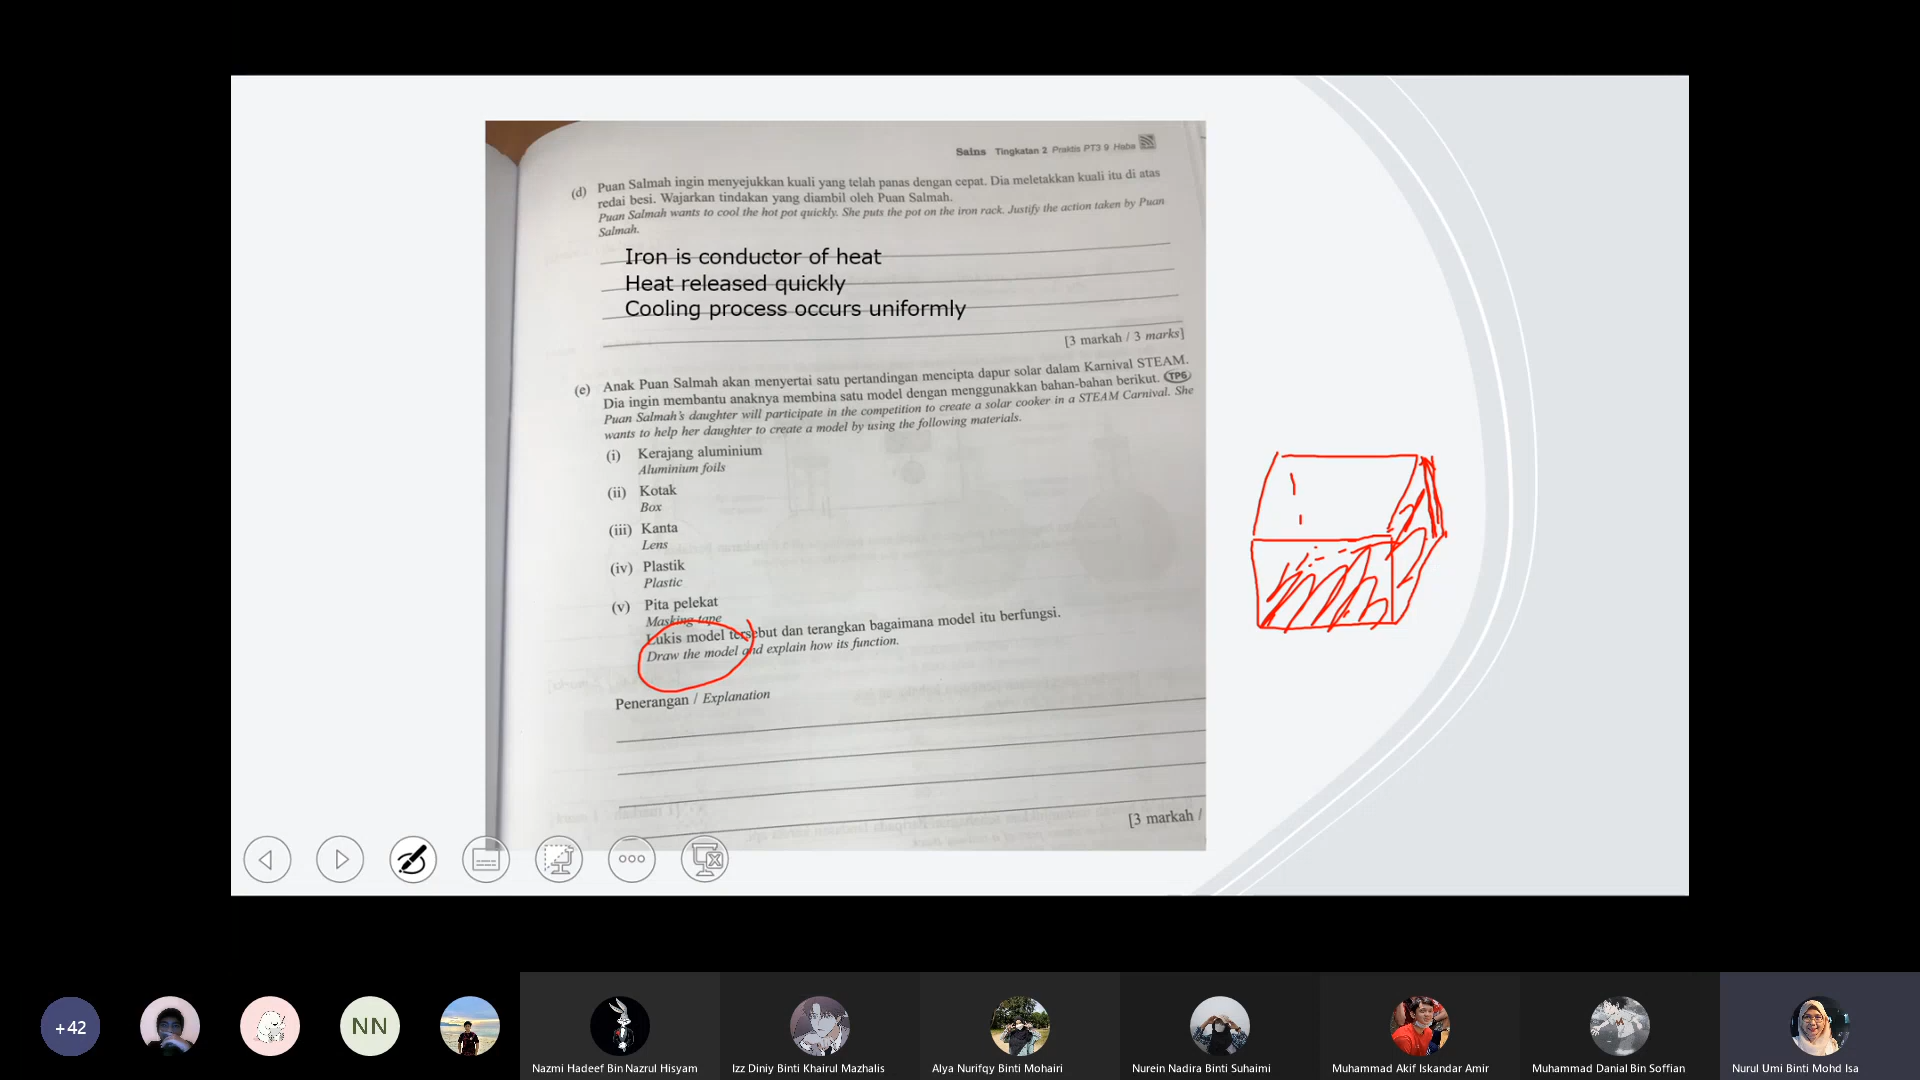 Sains Tingkatan 2 Praktis PT3 9 Haba
(d) Puan Salmah ingin menyejukkan kuali yang telah panas dengan cepat. Dia meletakkan kuali itu di atas
redai besi. Wajarkan tindakan yang diambil oleh Puan Salmah.
Puan Salmah wants to cool the hot pot quickly. She puts the pot on the iron rack. Justify the action taken by Puan
Salmah.
Iron is conductor of heat
Heat released quickly
Cooling process occurs uniformly
[3 markah / 3 marks]
(e) Anak Puan Salmah akan menyertai satu pertandingan mencipta dapur solar dalam Karnival STEAM.
Dia ingin membantu anaknya membina satu model dengan menggunakkan bahan-bahan berikut. TP6
Puan Salmah's daughter will participate in the competition to create a solar cooker in a STEAM Carnival. She
wants to help her daughter to create a model by using the following materials.
(i) Kerajang aluminium
Aluminium foils
(ii) Kotak
Box
(iii) Kanta
Lens
(iv) Plastik
Plastic
(v) Pita pelekat
Masking tape
Lukis model tersebut dan terangkan bagaimana model itu berfungsi.
Draw the model and explain how its function.
Penerangan / Explanation
[3 markah /
+42
NN
Nazmi Hadeef Bin Nazrul Hisyam
Izz Diniy Binti Khairul Mazhalis
Alya Nurifqy Binti Mohairi
Nurein Nadira Binti Suhaimi
Muhammad Akif Iskandar Amir
Muhammad Danial Bin Soffian
Nurul Umi Binti Mohd Isa